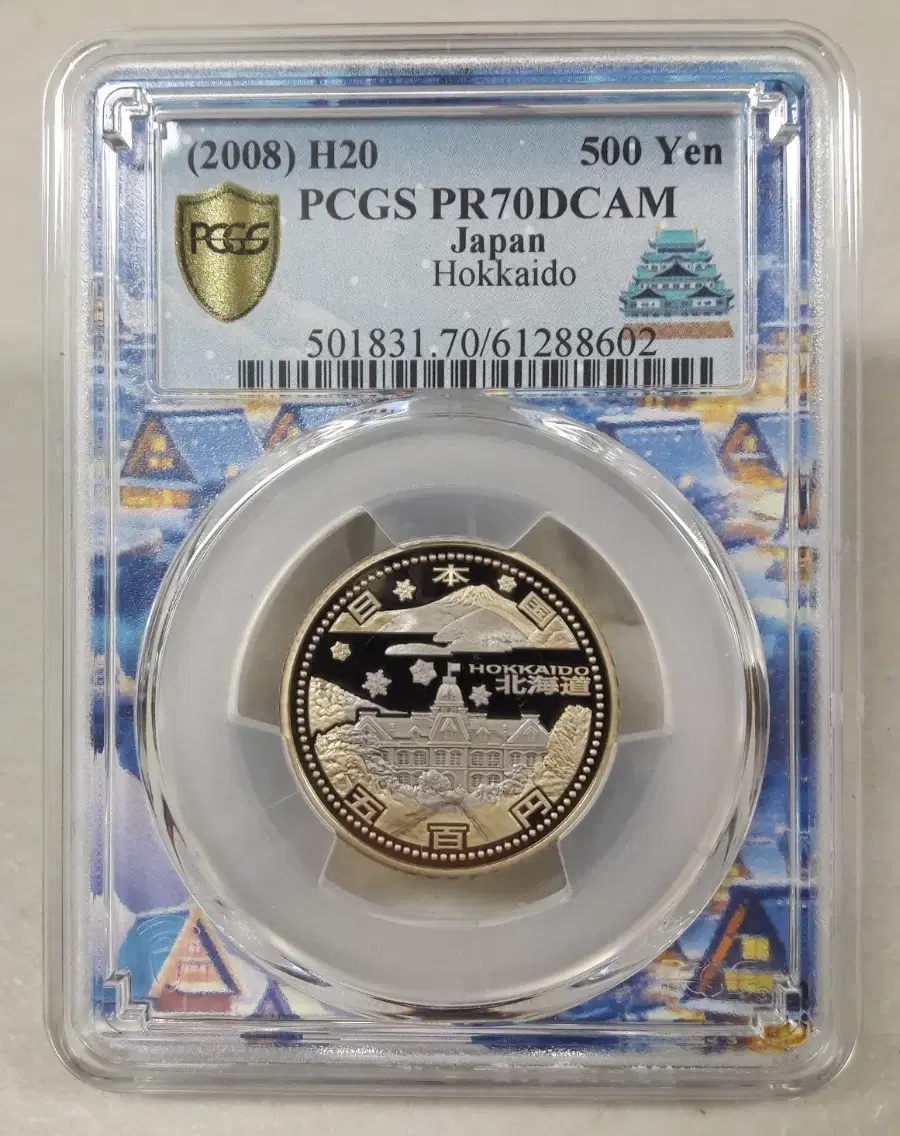 (2008) H20 500 Yen
PCGS PR70DCAM
PCGS
Japan
Hokkaido
501831.70/61288602
日本国
HOKKAIDO
北海道
五百円